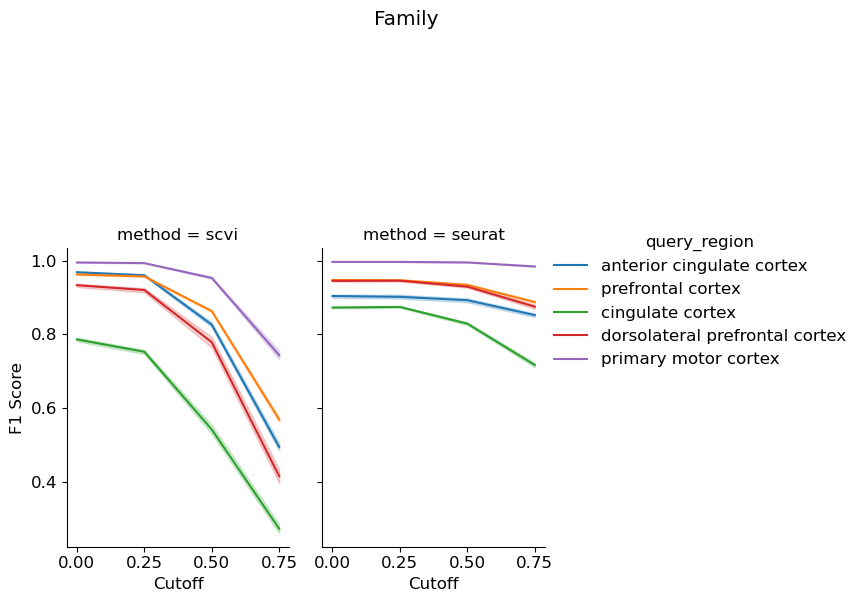 Family
method = scvi
method = seurat
query_region
anterior cingulate cortex
prefrontal cortex
cingulate cortex
dorsolateral prefrontal cortex
primary motor cortex
F1 Score
1.0
0.8
0.6
0.4
0.00 0.25 0.50 0.75
0.00 0.25 0.50 0.75
Cutoff
Cutoff